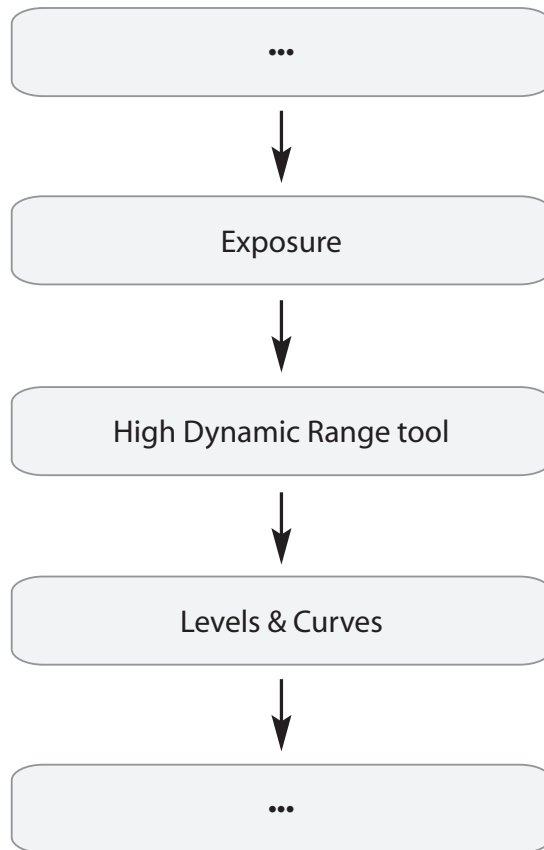 •••
Exposure
High Dynamic Range tool
Levels & Curves
•••